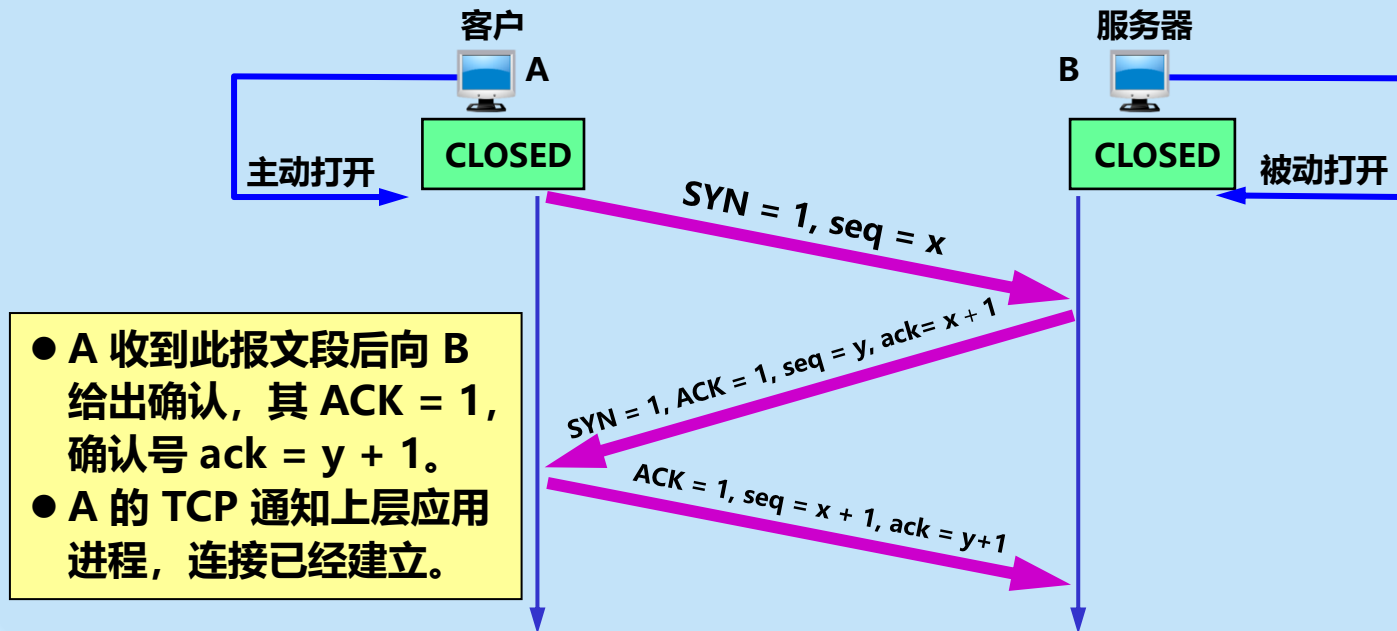 客户
服务器
A
B
CLOSED
CLOSED
主动打开
被动打开
SYN = 1, seq = x
SYN = 1, ACK = 1, seq = y, ack= x + 1
ACK = 1, seq = x + 1, ack = y+1
● A 收到此报文段后向 B
给出确认，其 ACK = 1,
确认号 ack = y + 1。
● A 的 TCP 通知上层应用
进程，连接已经建立。